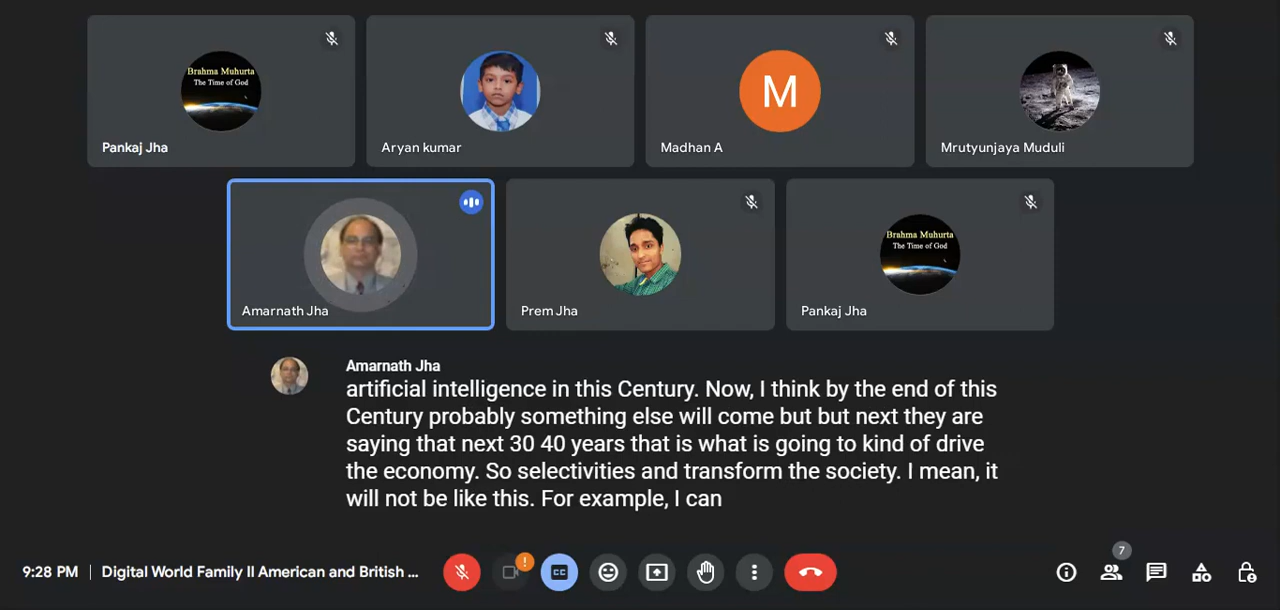 Brahma Muhurta
The Time of God
Pankaj Jha
Aryan kumar
M
Madhan A
Mrutyunjaya Muduli
Amarnath Jha
Prem Jha
Brahma Muhurta
The Time of God
Pankaj Jha
Amarnath Jha
artificial intelligence in this Century. Now, I think by the end of this
Century probably something else will come but but next they are
saying that next 30 40 years that is what is going to kind of drive
the economy. So selectivities and transform the society. I mean, it
will not be like this. For example, I can
9:28 PM | Digital World Family II American and British ...
!
CC
7